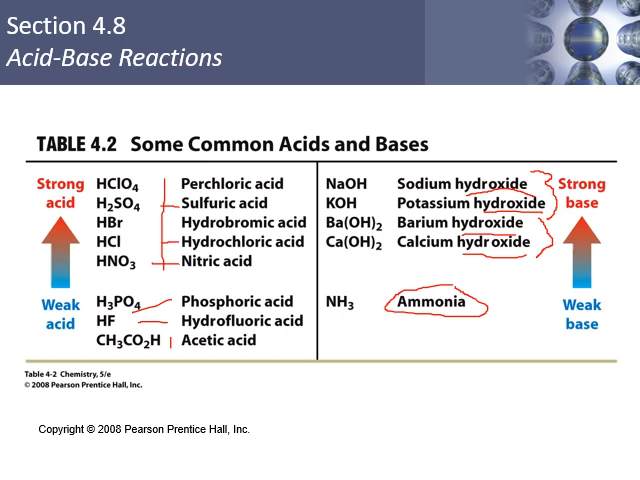 Section 4.8
Acid-Base Reactions
TABLE 4.2 Some Common Acids and Bases
Strong acid HClO₄ Perchloric acid NaOH Sodium hydroxide Strong base
H₂SO₄ Sulfuric acid KOH Potassium hydroxide
HBr Hydrobromic acid Ba(OH)₂ Barium hydroxide
HCl Hydrochloric acid Ca(OH)₂ Calcium hydroxide
HNO₃ Nitric acid
Weak acid H₃PO₄ Phosphoric acid NH₃ Ammonia Weak base
HF Hydrofluoric acid
CH₃CO₂H Acetic acid
Table 4-2 Chemistry, 5/e
© 2008 Pearson Prentice Hall, Inc.
Copyright © 2008 Pearson Prentice Hall, Inc.